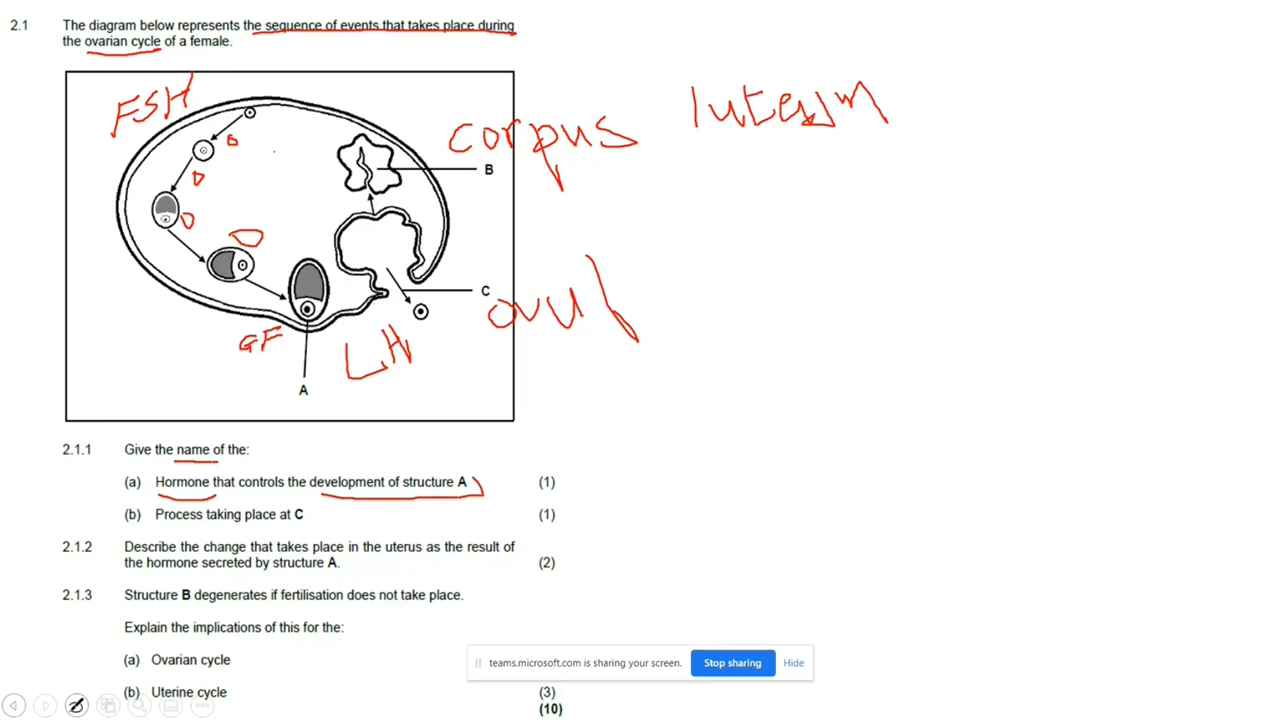 2.1 The diagram below represents the sequence of events that takes place during
the ovarian cycle of a female.
FSH
corpus luteum
B
C
oVul
GF
LH
A
2.1.1 Give the name of the:
(a) Hormone that controls the development of structure A (1)
(b) Process taking place at C (1)
2.1.2 Describe the change that takes place in the uterus as the result of
the hormone secreted by structure A. (2)
2.1.3 Structure B degenerates if fertilisation does not take place.
Explain the implications of this for the:
(a) Ovarian cycle
teams.microsoft.com is sharing your screen. Stop sharing Hide
(b) Uterine cycle (3)
(10)